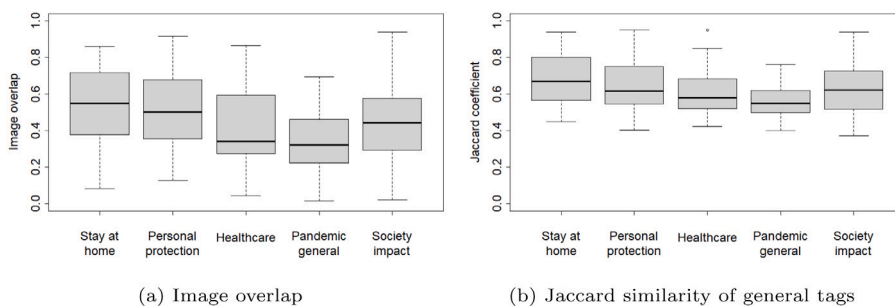 Image overlap
0.0 0.2 0.4 0.6 0.8 1.0
Stay at
home
Personal
protection
Healthcare
Pandemic
general
Society
impact
(a) Image overlap
Jaccard coefficient
0.0 0.2 0.4 0.6 0.8 1.0
Stay at
home
Personal
protection
Healthcare
Pandemic
general
Society
impact
(b) Jaccard similarity of general tags